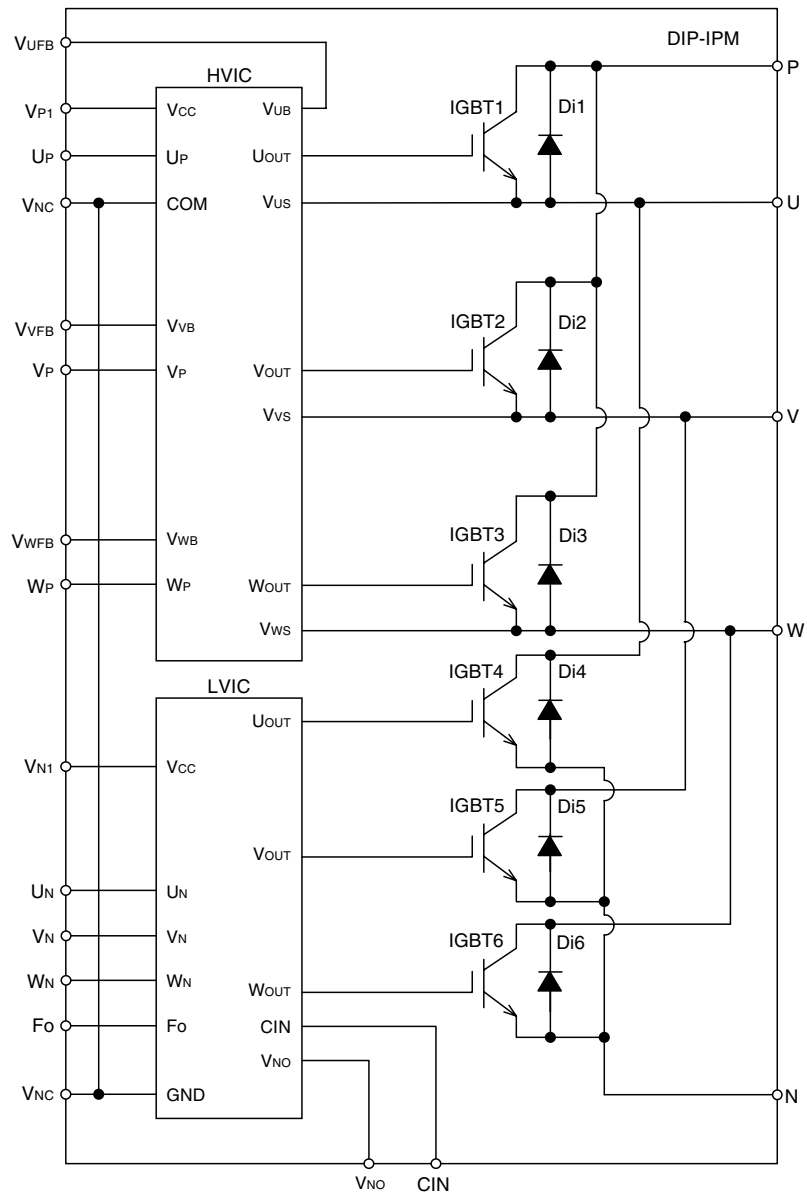 DIP-IPM
VUFB
P
HVIC
IGBT1
Di1
VP1
VCC
VUB
UP
UP
UOUT
VNC
COM
VUS
U
IGBT2
Di2
VVFB
VVB
VP
VP
VOUT
VVS
V
IGBT3
Di3
VWFB
VWB
WP
WP
WOUT
VWS
W
IGBT4
Di4
LVIC
UOUT
VN1
VCC
IGBT5
Di5
VOUT
UN
UN
VN
VN
IGBT6
Di6
WN
WN
WOUT
Fo
Fo
CIN
VNO
VNC
GND
N
VNO
CIN